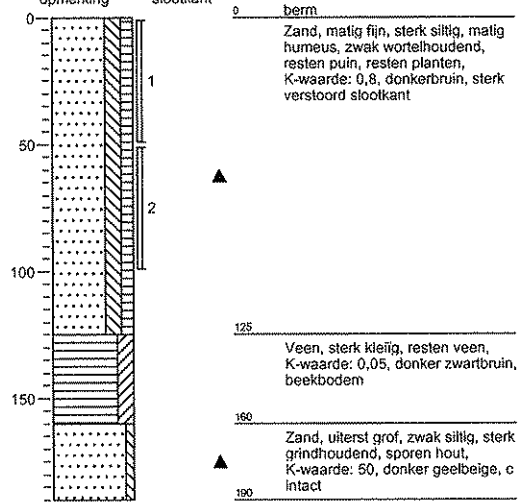 opmerking slootkant
0 berm
0
Zand, matig fijn, sterk siltig, matig
humeus, zwak wortelhoudend,
resten puin, resten planten,
K-waarde: 0,8, donkerbruin, sterk
verstoord slootkant
1
50
2
100
125
Veen, sterk kleiïg, resten veen,
K-waarde: 0,05, donker zwartbruin,
beekbodem
150
160
Zand, uiterst grof, zwak siltig, sterk
grindhoudend, sporen hout,
K-waarde: 50, donker geelbeige, c
intact
190